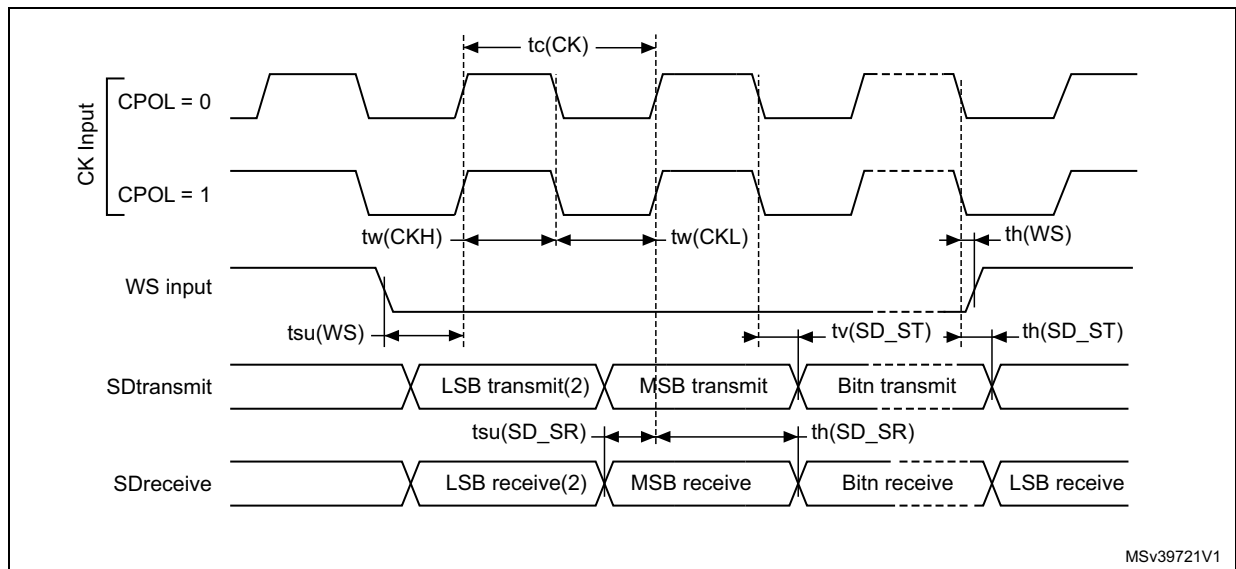 tc(CK)
CK Input
CPOL = 0
CPOL = 1
tw(CKH)
tw(CKL)
th(WS)
WS input
tsu(WS)
tv(SD_ST)
th(SD_ST)
SDtransmit
LSB transmit(2)
MSB transmit
Bitn transmit
tsu(SD_SR)
th(SD_SR)
SDreceive
LSB receive(2)
MSB receive
Bitn receive
LSB receive
MSv39721V1